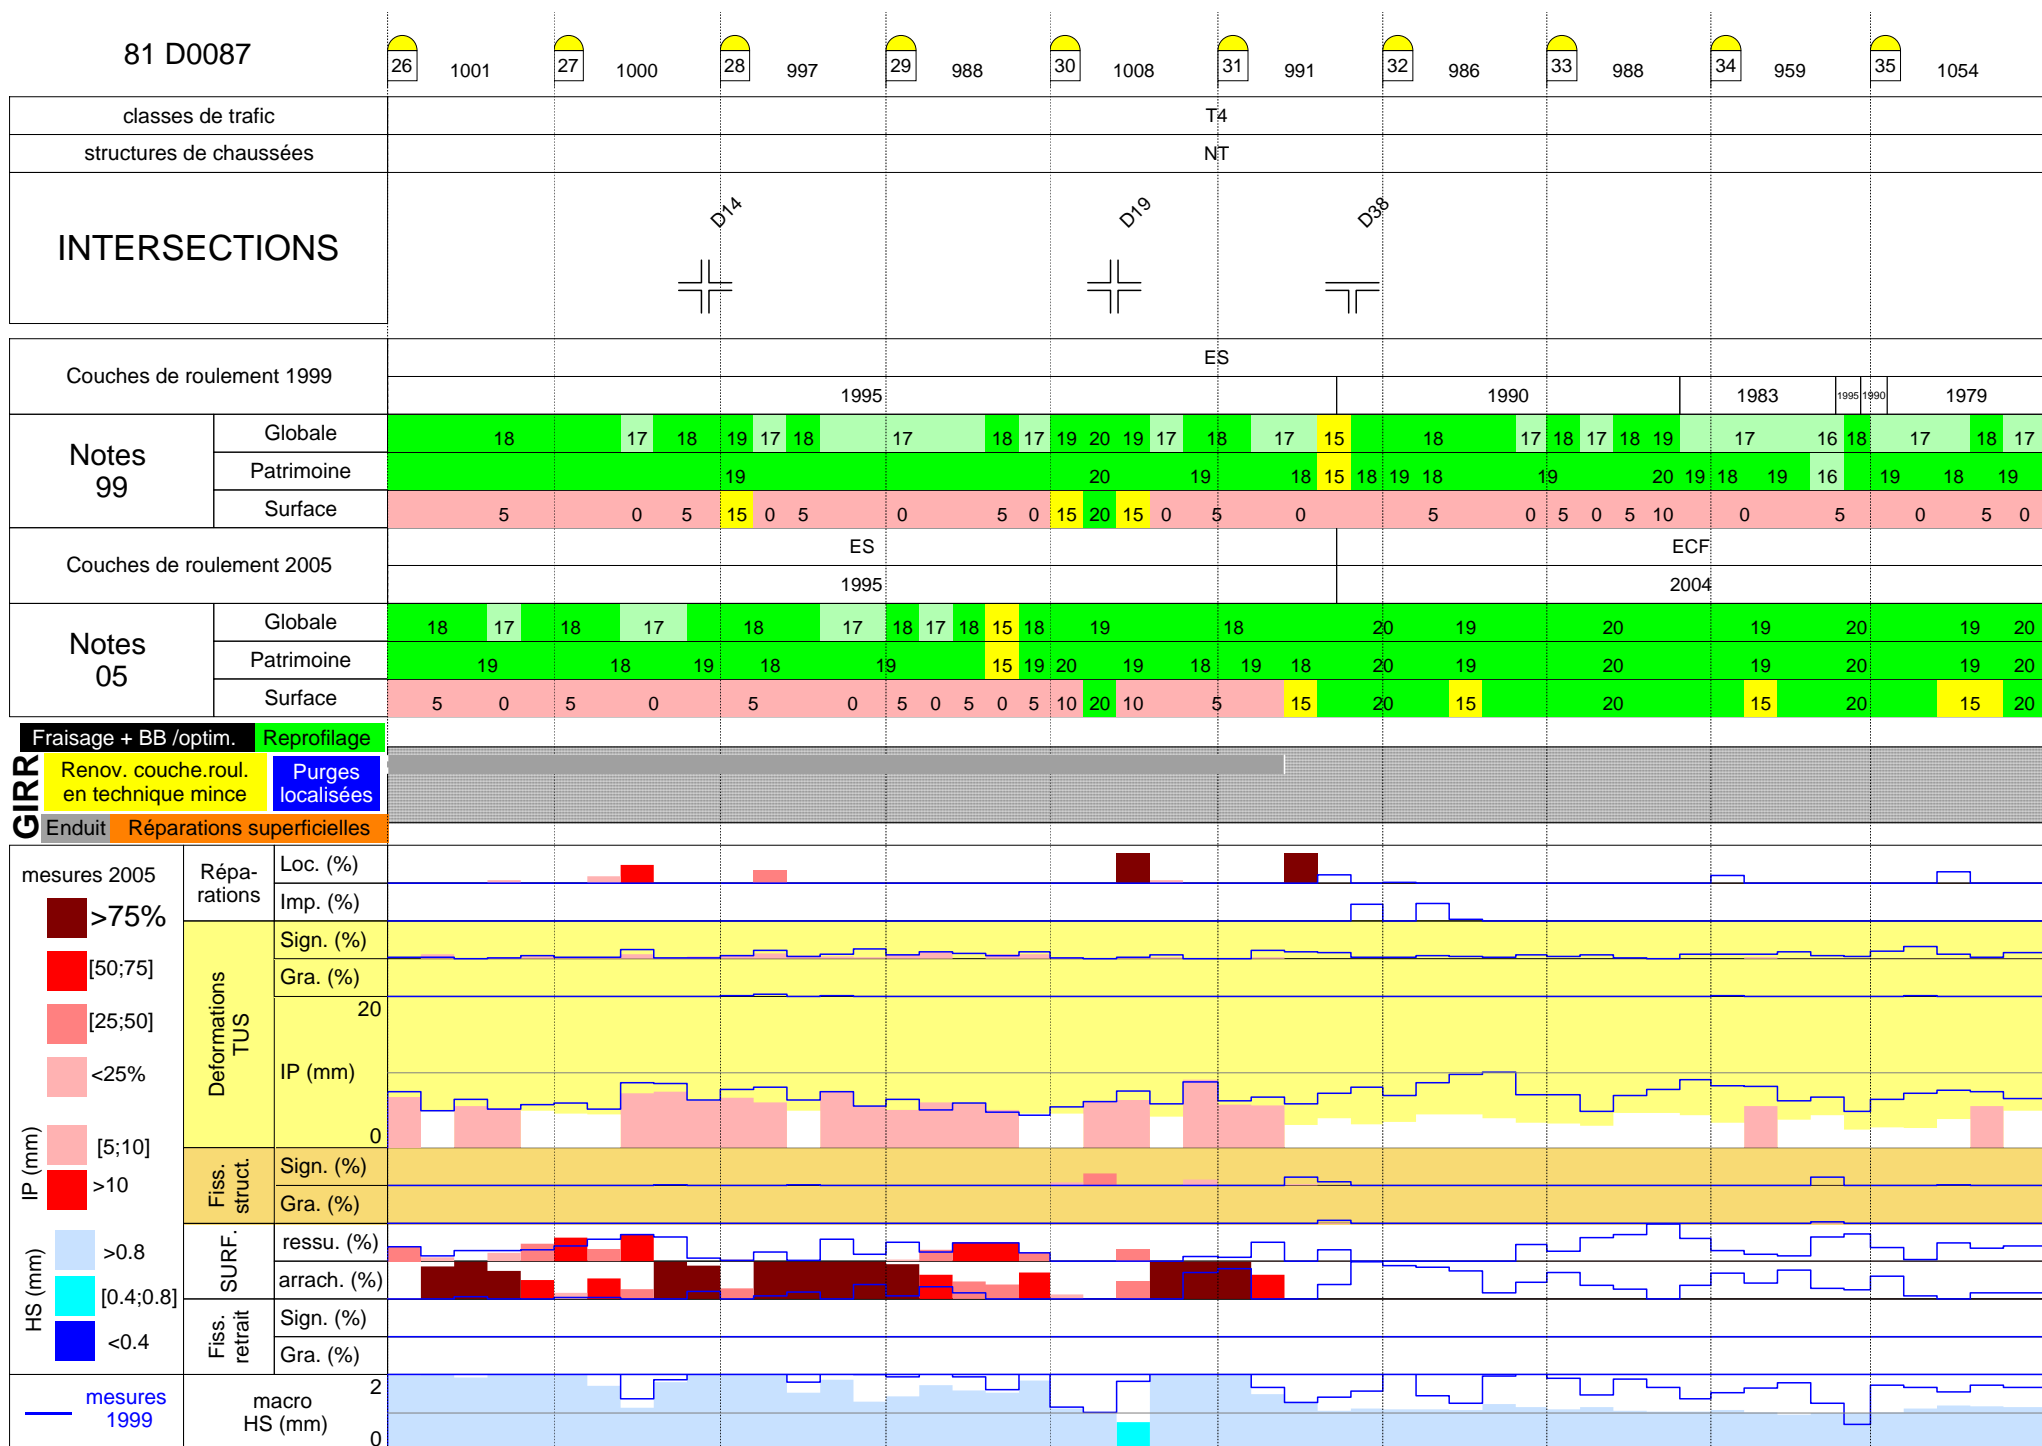 81 D0087
26 1001 27 1000 28 997 29 988 30 1008 31 991 32 986 33 988 34 959 35 1054
classes de trafic T4
structures de chaussées NT
INTERSECTIONS D14 D19 D38
Couches de roulement 1999 ES
1995 1990 1983 1995 1990 1979
Notes 99
Globale 18 17 18 19 17 18 17 18 17 19 20 19 17 18 17 15 18 17 18 17 18 19 17 16 18 17 18 17
Patrimoine 19 20 19 18 15 18 19 18 19 20 19 18 19 16 19 18 19
Surface 5 0 5 15 0 5 0 5 0 15 20 15 0 5 0 5 0 5 0 5 10 0 5 0 5 0
Couches de roulement 2005 ES ECF
1995 2004
Notes 05
Globale 18 17 18 17 18 17 18 17 18 15 18 19 18 20 19 20 19 20 19 20
Patrimoine 19 18 19 18 19 15 19 20 19 18 19 18 20 19 20 19 20 19 20
Surface 5 0 5 0 5 0 5 0 5 0 5 10 20 10 5 15 20 15 20 15 20 15 20
GIRR
Fraisage + BB /optim. Reprofilage
Renov. couche.roul. en technique mince
Purges localisées
Enduit Réparations superficielles
mesures 2005
>75%
[50;75]
[25;50]
<25%
IP (mm)
[5;10]
>10
HS (mm)
>0.8
[0.4;0.8]
<0.4
mesures 1999
Répa-
rations
Loc. (%)
Imp. (%)
Deformations TUS
Sign. (%)
Gra. (%)
20
IP (mm)
0
Fiss. struct.
Sign. (%)
Gra. (%)
SURF.
ressu. (%)
arrach. (%)
Fiss. retrait
Sign. (%)
Gra. (%)
macro HS (mm)
2
0